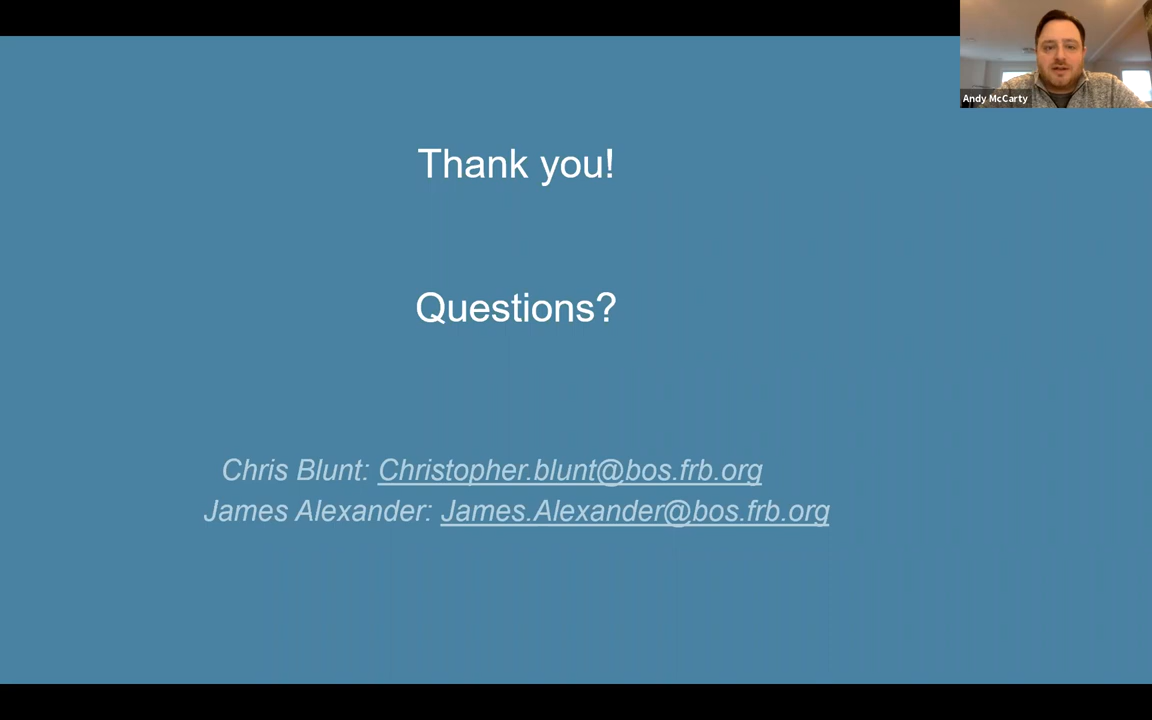 Andy McCarty
Thank you!
Questions?
Chris Blunt: Christopher.blunt@bos.frb.org
James Alexander: James.Alexander@bos.frb.org